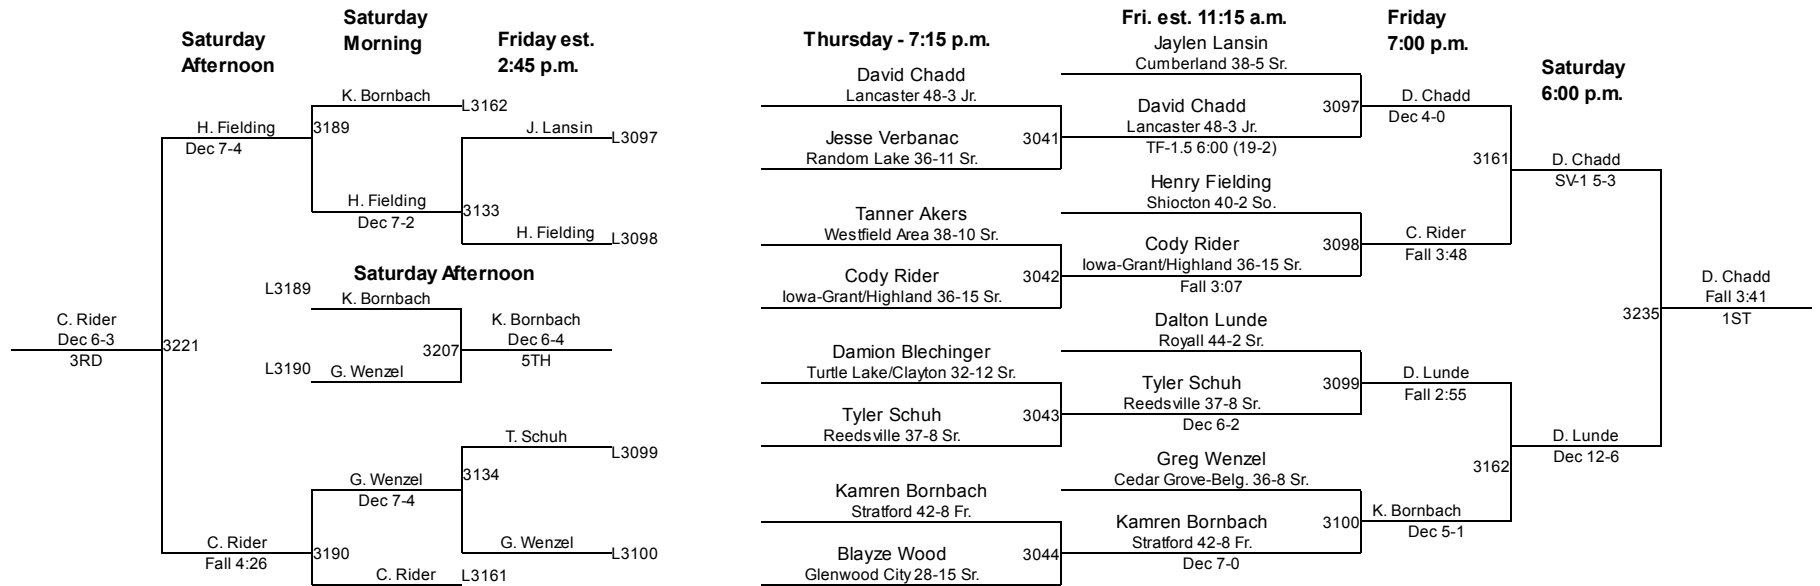 Saturday
Afternoon
Saturday
Morning
Friday est.
2:45 p.m.
K. Bornbach
L3162
H. Fielding
3189
Dec 7-4
J. Lansin
L3097
H. Fielding
3133
Dec 7-2
H. Fielding
L3098
Saturday Afternoon
L3189
K. Bornbach
C. Rider
Dec 6-3
3RD
3221
3207
K. Bornbach
Dec 6-4
5TH
L3190
G. Wenzel
T. Schuh
L3099
G. Wenzel
3134
Dec 7-4
G. Wenzel
L3100
C. Rider
3190
Fall 4:26
C. Rider
L3161
Thursday - 7:15 p.m.
David Chadd
Lancaster 48-3 Jr.
Jesse Verbanac
3041
Random Lake 36-11 Sr.
Tanner Akers
Westfield Area 38-10 Sr.
Cody Rider
3042
Iowa-Grant/Highland 36-15 Sr.
Damion Blechinger
Turtle Lake/Clayton 32-12 Sr.
Tyler Schuh
3043
Reedsville 37-8 Sr.
Kamren Bornbach
Stratford 42-8 Fr.
Blayze Wood
3044
Glenwood City 28-15 Sr.
Fri. est. 11:15 a.m.
Jaylen Lansin
Cumberland 38-5 Sr.
David Chadd
3097
Lancaster 48-3 Jr.
TF-1.5 6:00 (19-2)
Henry Fielding
Shiocton 40-2 So.
Cody Rider
3098
Iowa-Grant/Highland 36-15 Sr.
Fall 3:07
Dalton Lunde
Royall 44-2 Sr.
Tyler Schuh
3099
Reedsville 37-8 Sr.
Dec 6-2
Greg Wenzel
Cedar Grove-Belg. 36-8 Sr.
Kamren Bornbach
3100
Stratford 42-8 Fr.
Dec 7-0
Friday
7:00 p.m.
D. Chadd
Dec 4-0
3161
C. Rider
Fall 3:48
D. Lunde
Fall 2:55
3162
K. Bornbach
Dec 5-1
Saturday
6:00 p.m.
D. Chadd
SV-1 5-3
3235
D. Lunde
Dec 12-6
D. Chadd
Fall 3:41
1ST